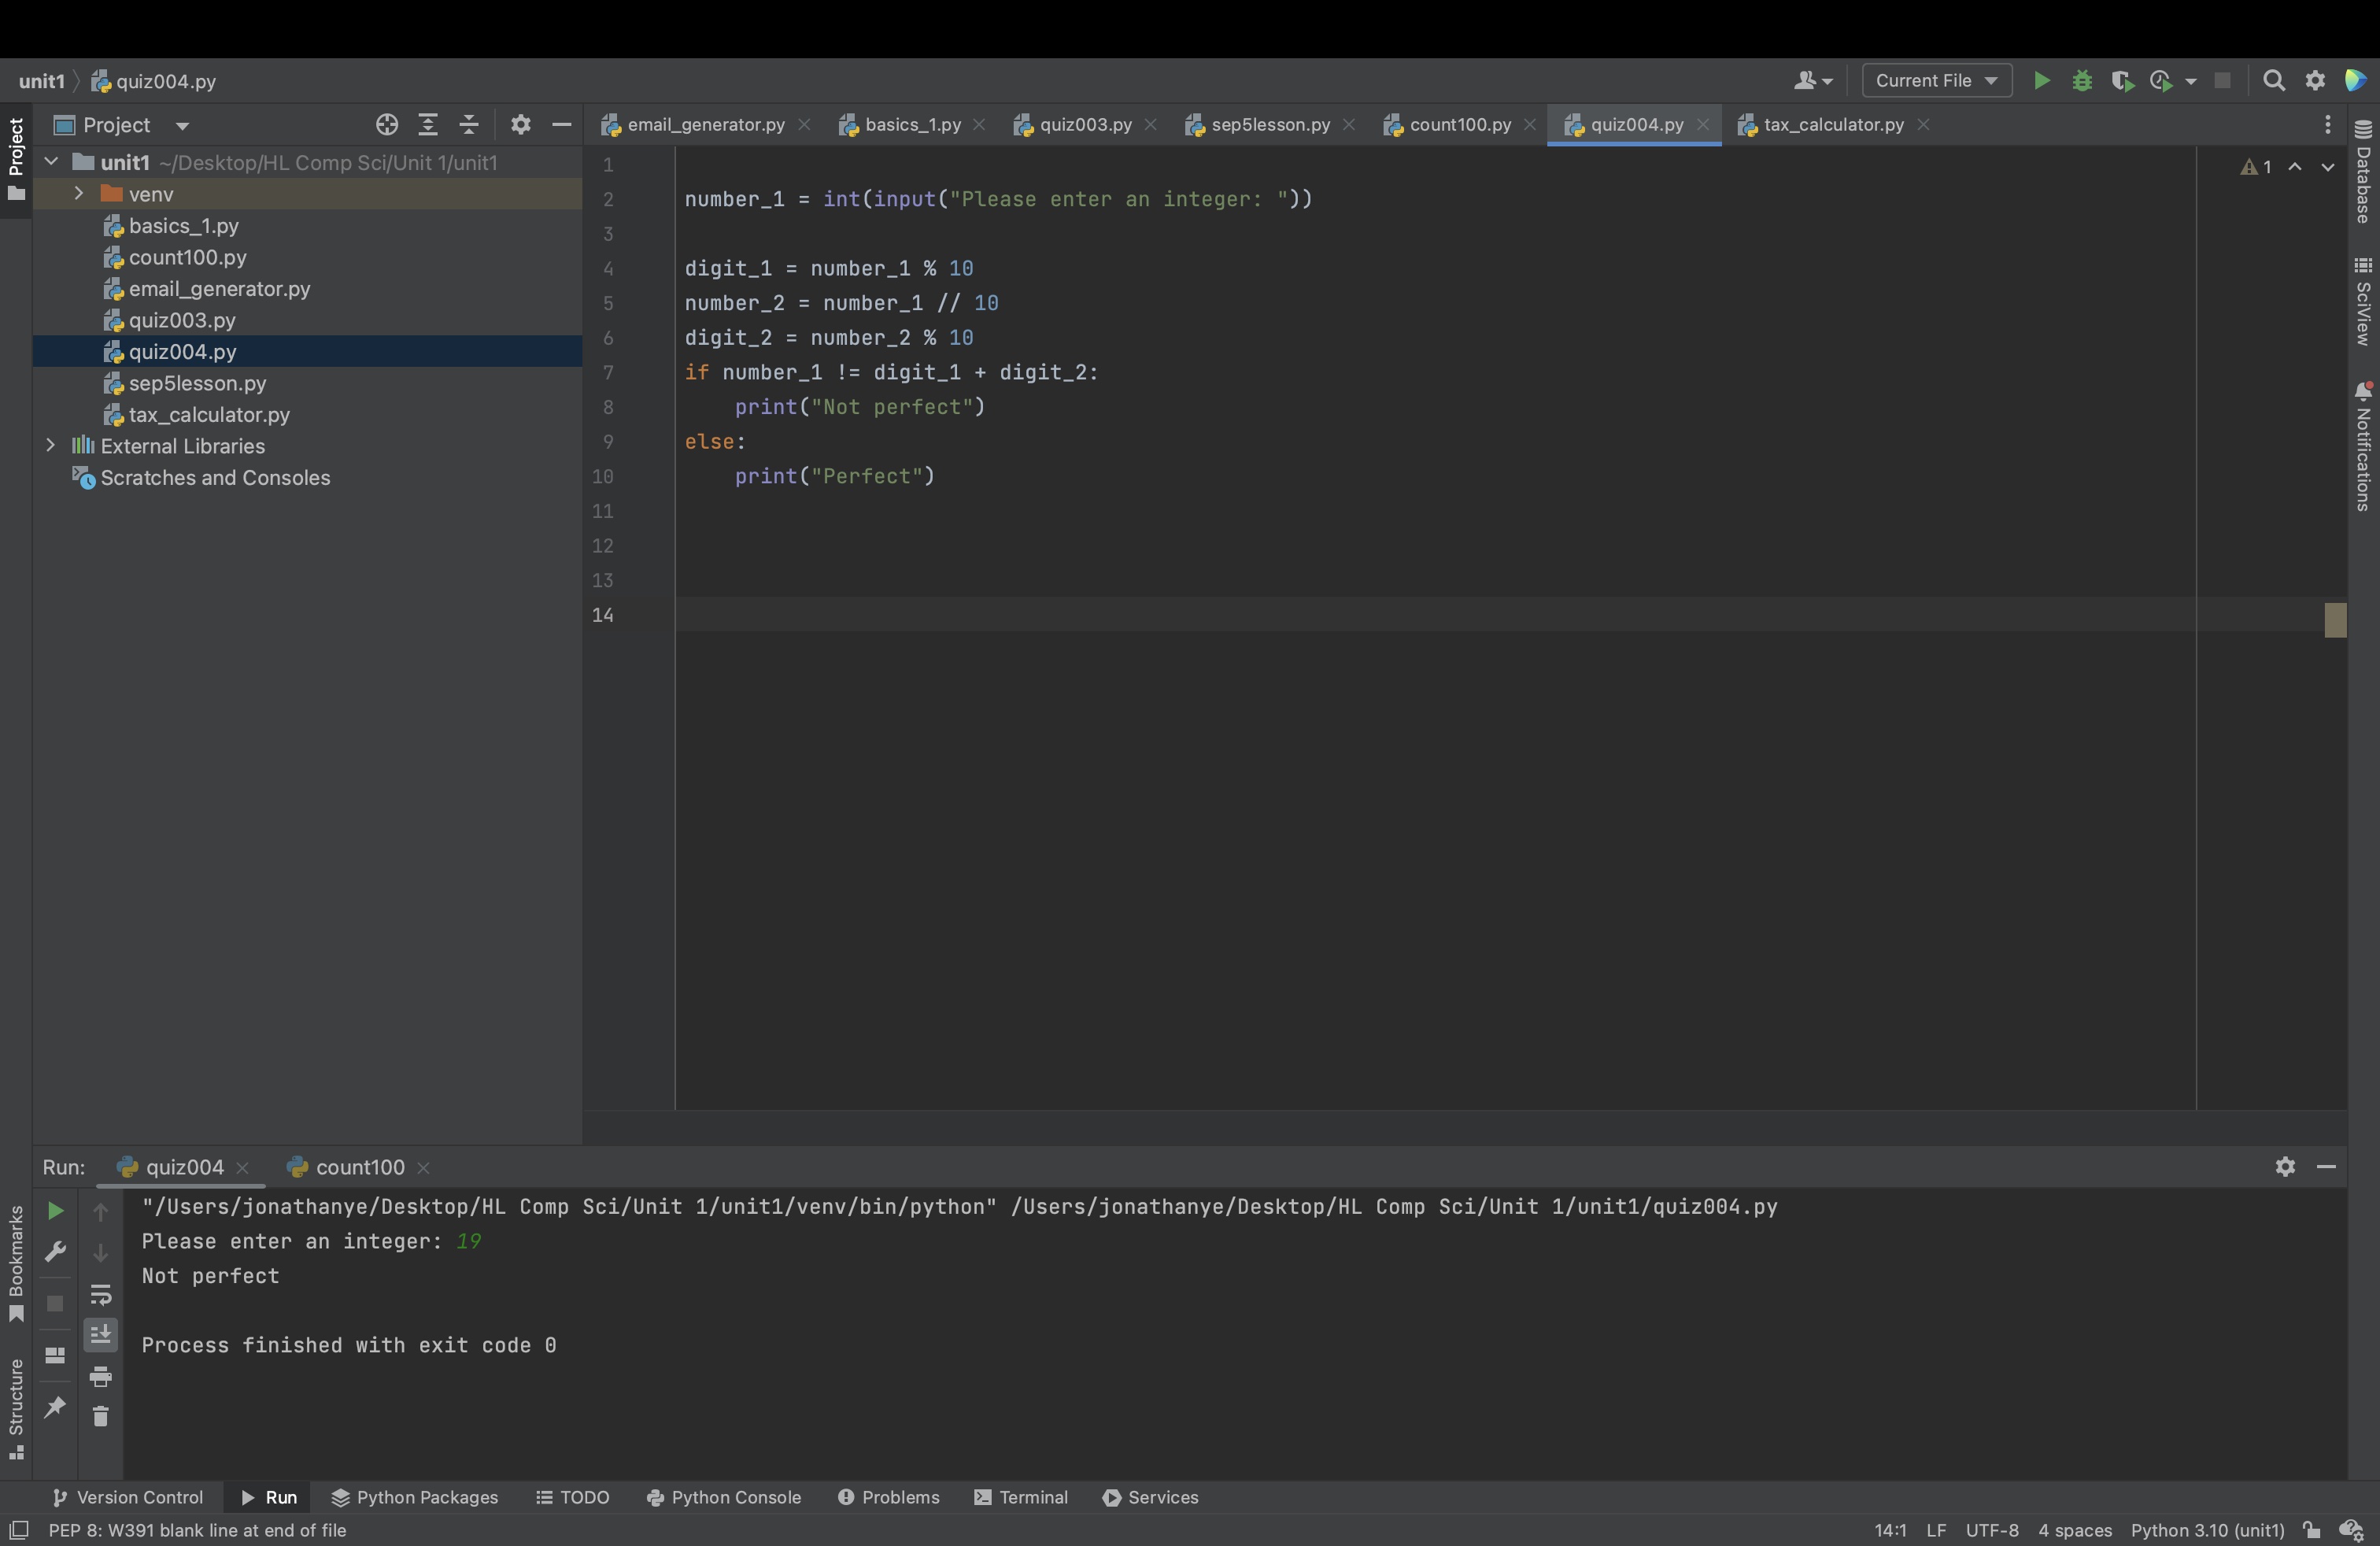 unit1 quiz004.py
Current File
Project
Project
email_generator.py
basics_1.py
quiz003.py
sep5lesson.py
count100.py
quiz004.py
tax_calculator.py
unit1 ~/Desktop/HL Comp Sci/Unit 1/unit1
venv
basics_1.py
count100.py
email_generator.py
quiz003.py
quiz004.py
sep5lesson.py
tax_calculator.py
External Libraries
Scratches and Consoles
1
2 number_1 = int(input("Please enter an integer: "))
3
4 digit_1 = number_1 % 10
5 number_2 = number_1 // 10
6 digit_2 = number_2 % 10
7 if number_1 != digit_1 + digit_2:
8 print("Not perfect")
9 else:
10 print("Perfect")
11
12
13
14
1
Database
SciView
Notifications
Run:
quiz004
count100
"/Users/jonathanye/Desktop/HL Comp Sci/Unit 1/unit1/venv/bin/python" /Users/jonathanye/Desktop/HL Comp Sci/Unit 1/unit1/quiz004.py
Please enter an integer: 19
Not perfect
Process finished with exit code 0
Bookmarks
Structure
Version Control
Run
Python Packages
TODO
Python Console
Problems
Terminal
Services
PEP 8: W391 blank line at end of file
14:1 LF UTF-8 4 spaces Python 3.10 (unit1)